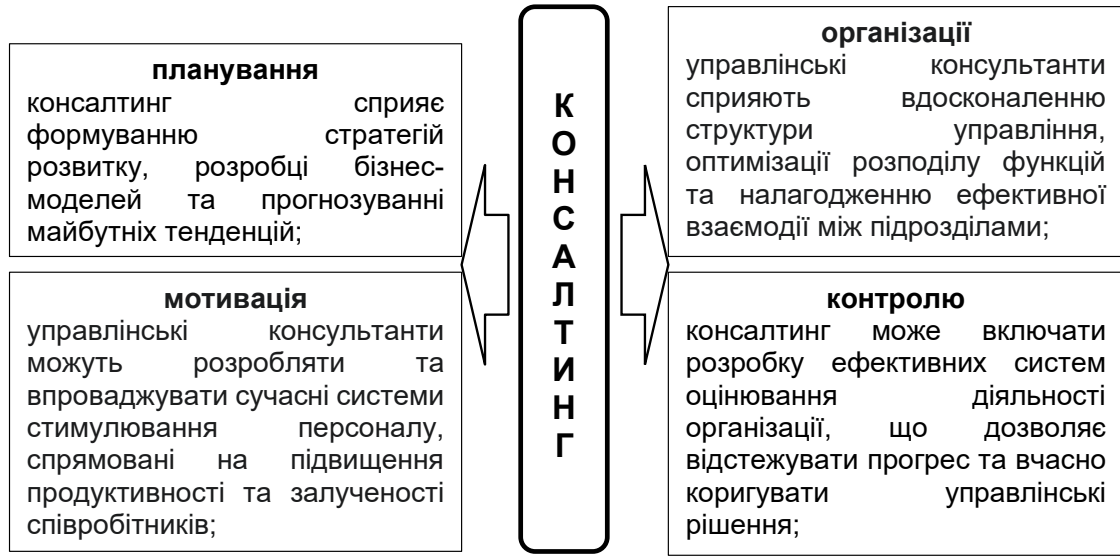 планування
консалтинг сприяє
формуванню стратегій
розвитку, розробці бізнес-
моделей та прогнозуванні
майбутніх тенденцій;
мотивація
управлінські консультанти
можуть розробляти та
впроваджувати сучасні системи
стимулювання персоналу,
спрямовані на підвищення
продуктивності та залученості
співробітників;
К
О
Н
С
А
Л
Т
И
Н
Г
організації
управлінські консультанти
сприяють вдосконаленню
структури управління,
оптимізації розподілу функцій
та налагодженню ефективної
взаємодії між підрозділами;
контролю
консалтинг може включати
розробку ефективних систем
оцінювання діяльності
організації, що дозволяє
відстежувати прогрес та вчасно
коригувати управлінські
рішення;